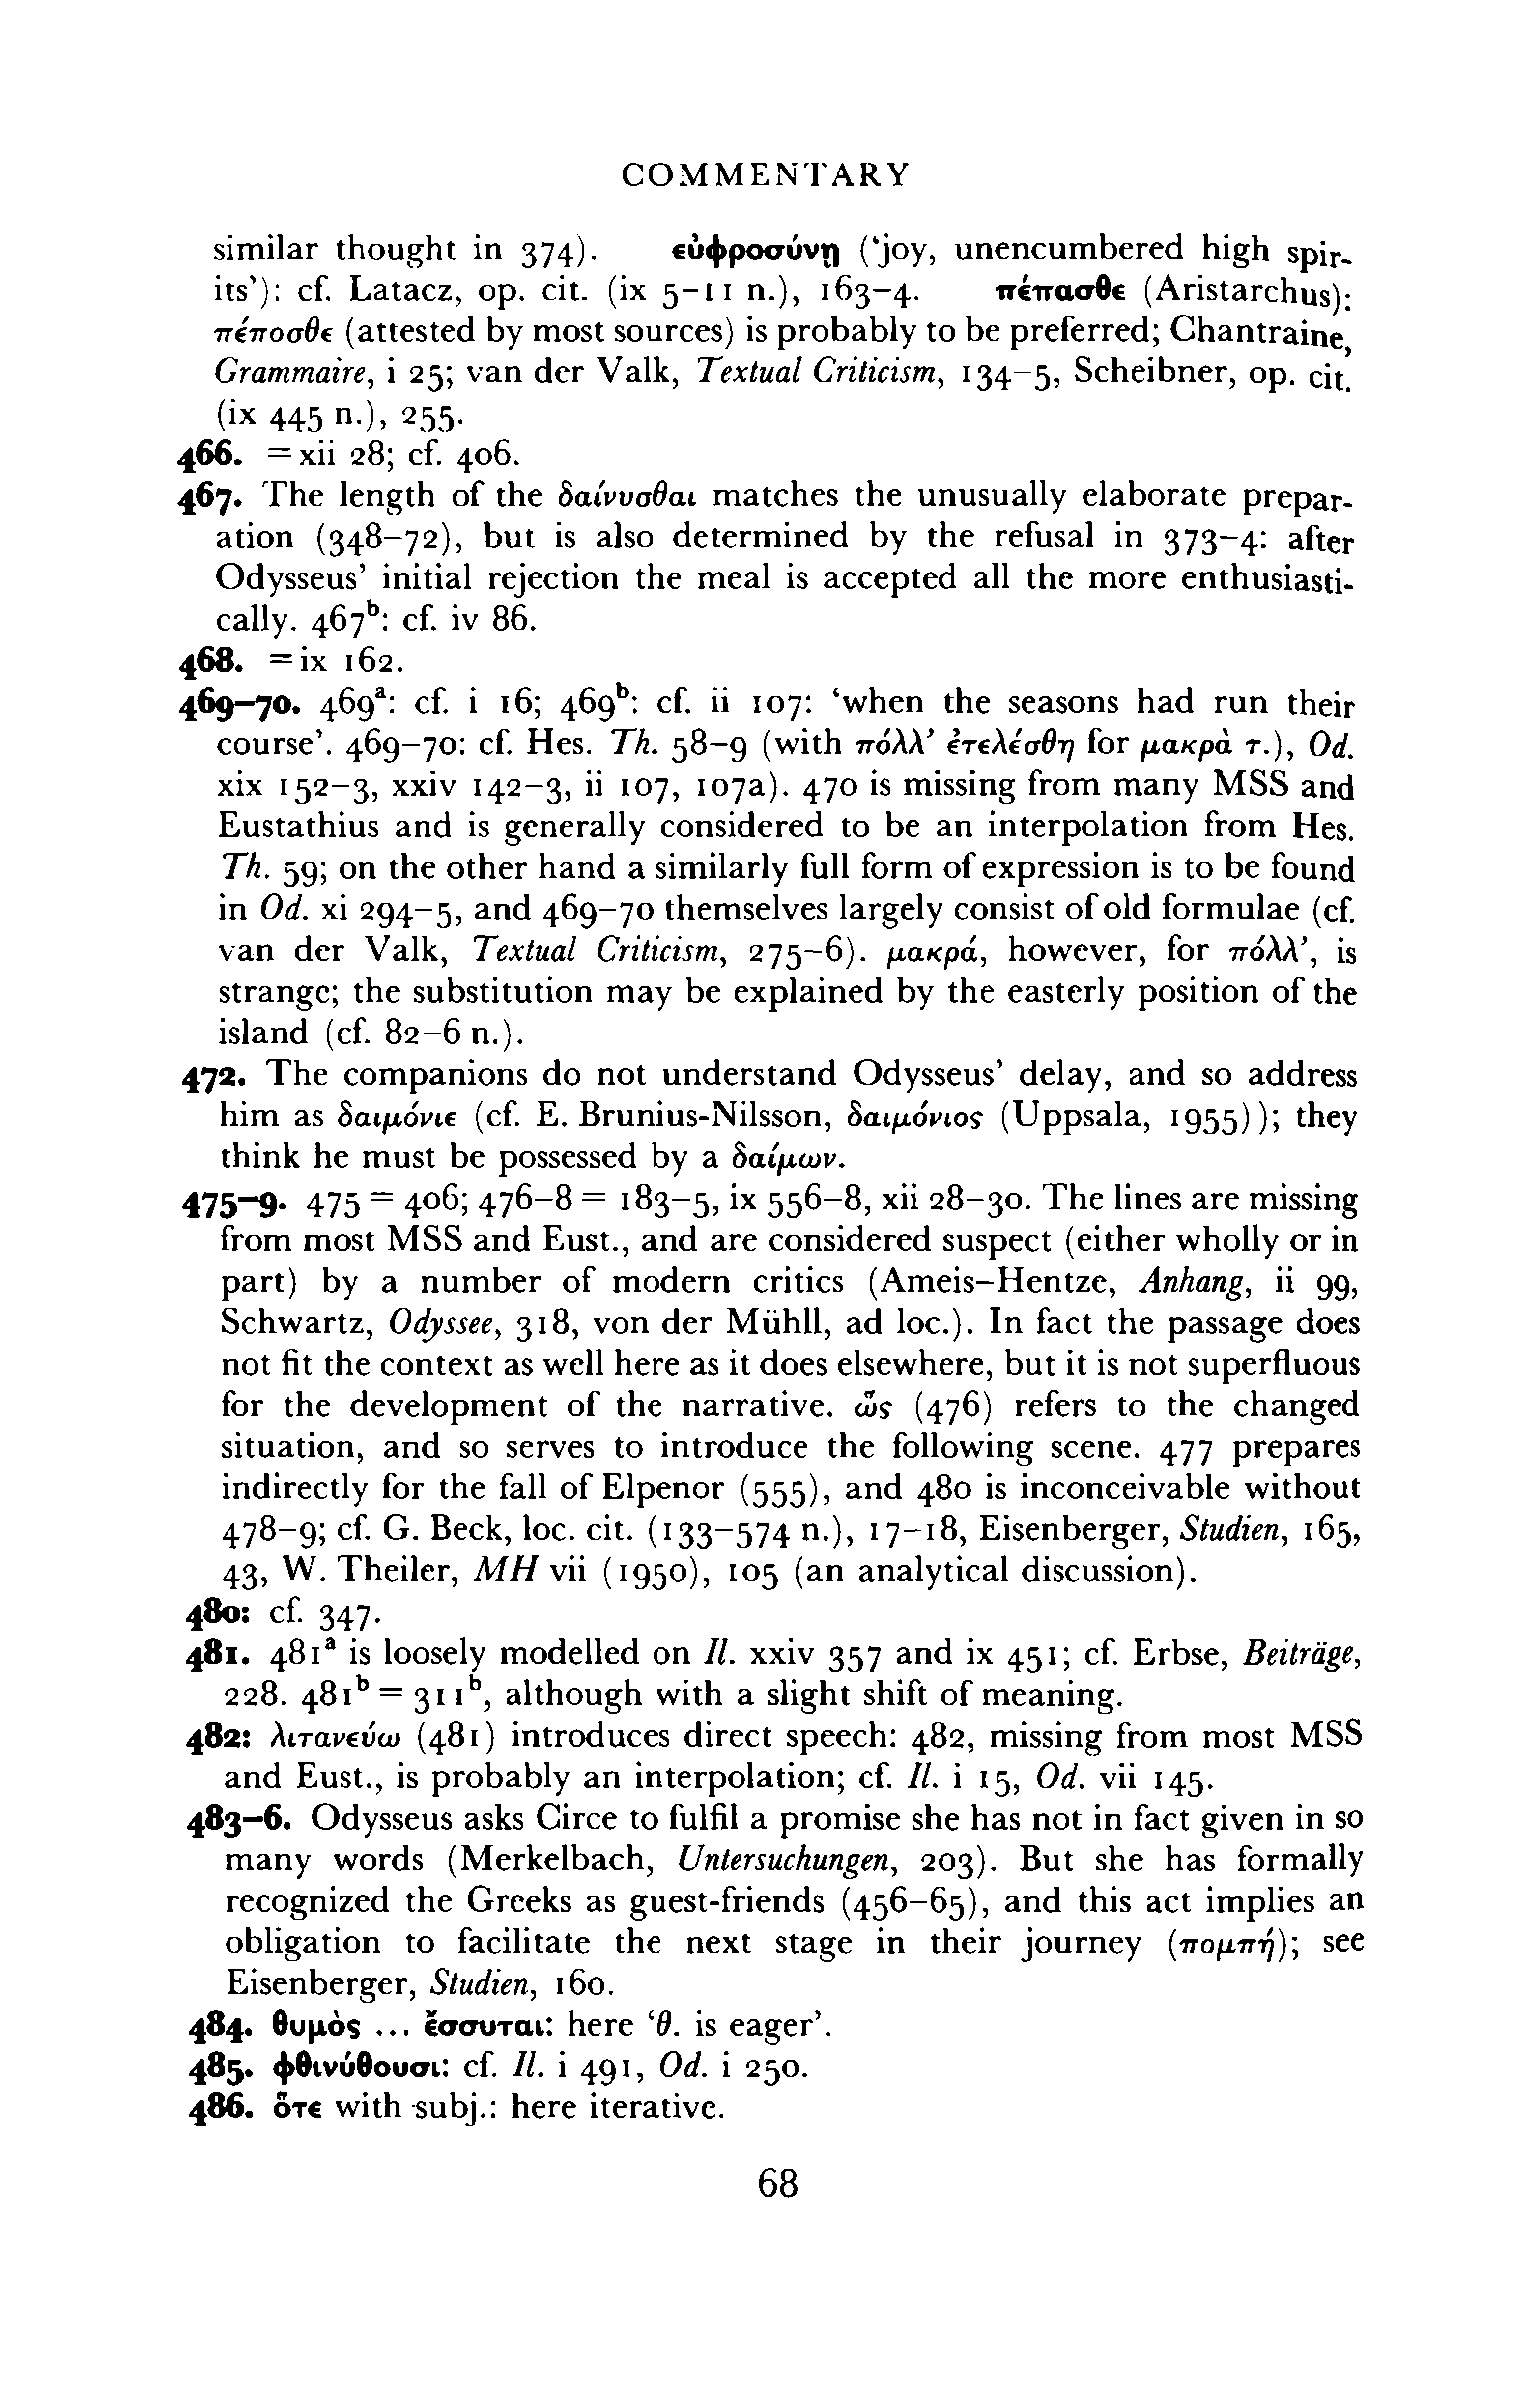 COMMENTARY
similar thought in 374). εὐφροσύνῃ (‘joy, unencumbered high spir-
its’): cf. Latacz, op. cit. (ix 5–11 n.), 163–4. πέπασθε (Aristarchus):
πέποσθε (attested by most sources) is probably to be preferred; Chantraine,
Grammaire, i 25; van der Valk, Textual Criticism, 134–5, Scheibner, op. cit.
(ix 445 n.), 255.
466. =xii 28; cf. 406.
467. The length of the δαίνυσθαι matches the unusually elaborate prepar-
ation (348–72), but is also determined by the refusal in 373–4: after
Odysseus’ initial rejection the meal is accepted all the more enthusiasti-
cally. 467ᵇ: cf. iv 86.
468. =ix 162.
469–70. 469ᵃ: cf. i 16; 469ᵇ: cf. ii 107: ‘when the seasons had run their
course’. 469–70: cf. Hes. Th. 58–9 (with πόλλ’ ἐτελέσθη for μακρὰ τ.), Od.
xix 152–3, xxiv 142–3, ii 107, 107a). 470 is missing from many MSS and
Eustathius and is generally considered to be an interpolation from Hes.
Th. 59; on the other hand a similarly full form of expression is to be found
in Od. xi 294–5, and 469–70 themselves largely consist of old formulae (cf.
van der Valk, Textual Criticism, 275–6). μακρά, however, for πόλλ’, is
strange; the substitution may be explained by the easterly position of the
island (cf. 82–6 n.).
472. The companions do not understand Odysseus’ delay, and so address
him as δαιμόνιε (cf. E. Brunius-Nilsson, δαιμόνιος (Uppsala, 1955)); they
think he must be possessed by a δαίμων.
475–9. 475 = 406; 476–8 = 183–5, ix 556–8, xii 28–30. The lines are missing
from most MSS and Eust., and are considered suspect (either wholly or in
part) by a number of modern critics (Ameis–Hentze, Anhang, ii 99,
Schwartz, Odyssee, 318, von der Mühll, ad loc.). In fact the passage does
not fit the context as well here as it does elsewhere, but it is not superfluous
for the development of the narrative. ὣς (476) refers to the changed
situation, and so serves to introduce the following scene. 477 prepares
indirectly for the fall of Elpenor (555), and 480 is inconceivable without
478–9; cf. G. Beck, loc. cit. (133–574 n.), 17–18, Eisenberger, Studien, 165,
43, W. Theiler, MH vii (1950), 105 (an analytical discussion).
480: cf. 347.
481. 481ᵃ is loosely modelled on Il. xxiv 357 and ix 451; cf. Erbse, Beiträge,
228. 481ᵇ = 311ᵇ, although with a slight shift of meaning.
482: λιτανεύω (481) introduces direct speech: 482, missing from most MSS
and Eust., is probably an interpolation; cf. Il. i 15, Od. vii 145.
483–6. Odysseus asks Circe to fulfil a promise she has not in fact given in so
many words (Merkelbach, Untersuchungen, 203). But she has formally
recognized the Greeks as guest-friends (456–65), and this act implies an
obligation to facilitate the next stage in their journey (πομπή); see
Eisenberger, Studien, 160.
484. θυμὸς ... ἔσσυται: here ‘θ. is eager’.
485. φθινύθουσι: cf. Il. i 491, Od. i 250.
486. ὅτε with subj.: here iterative.
68